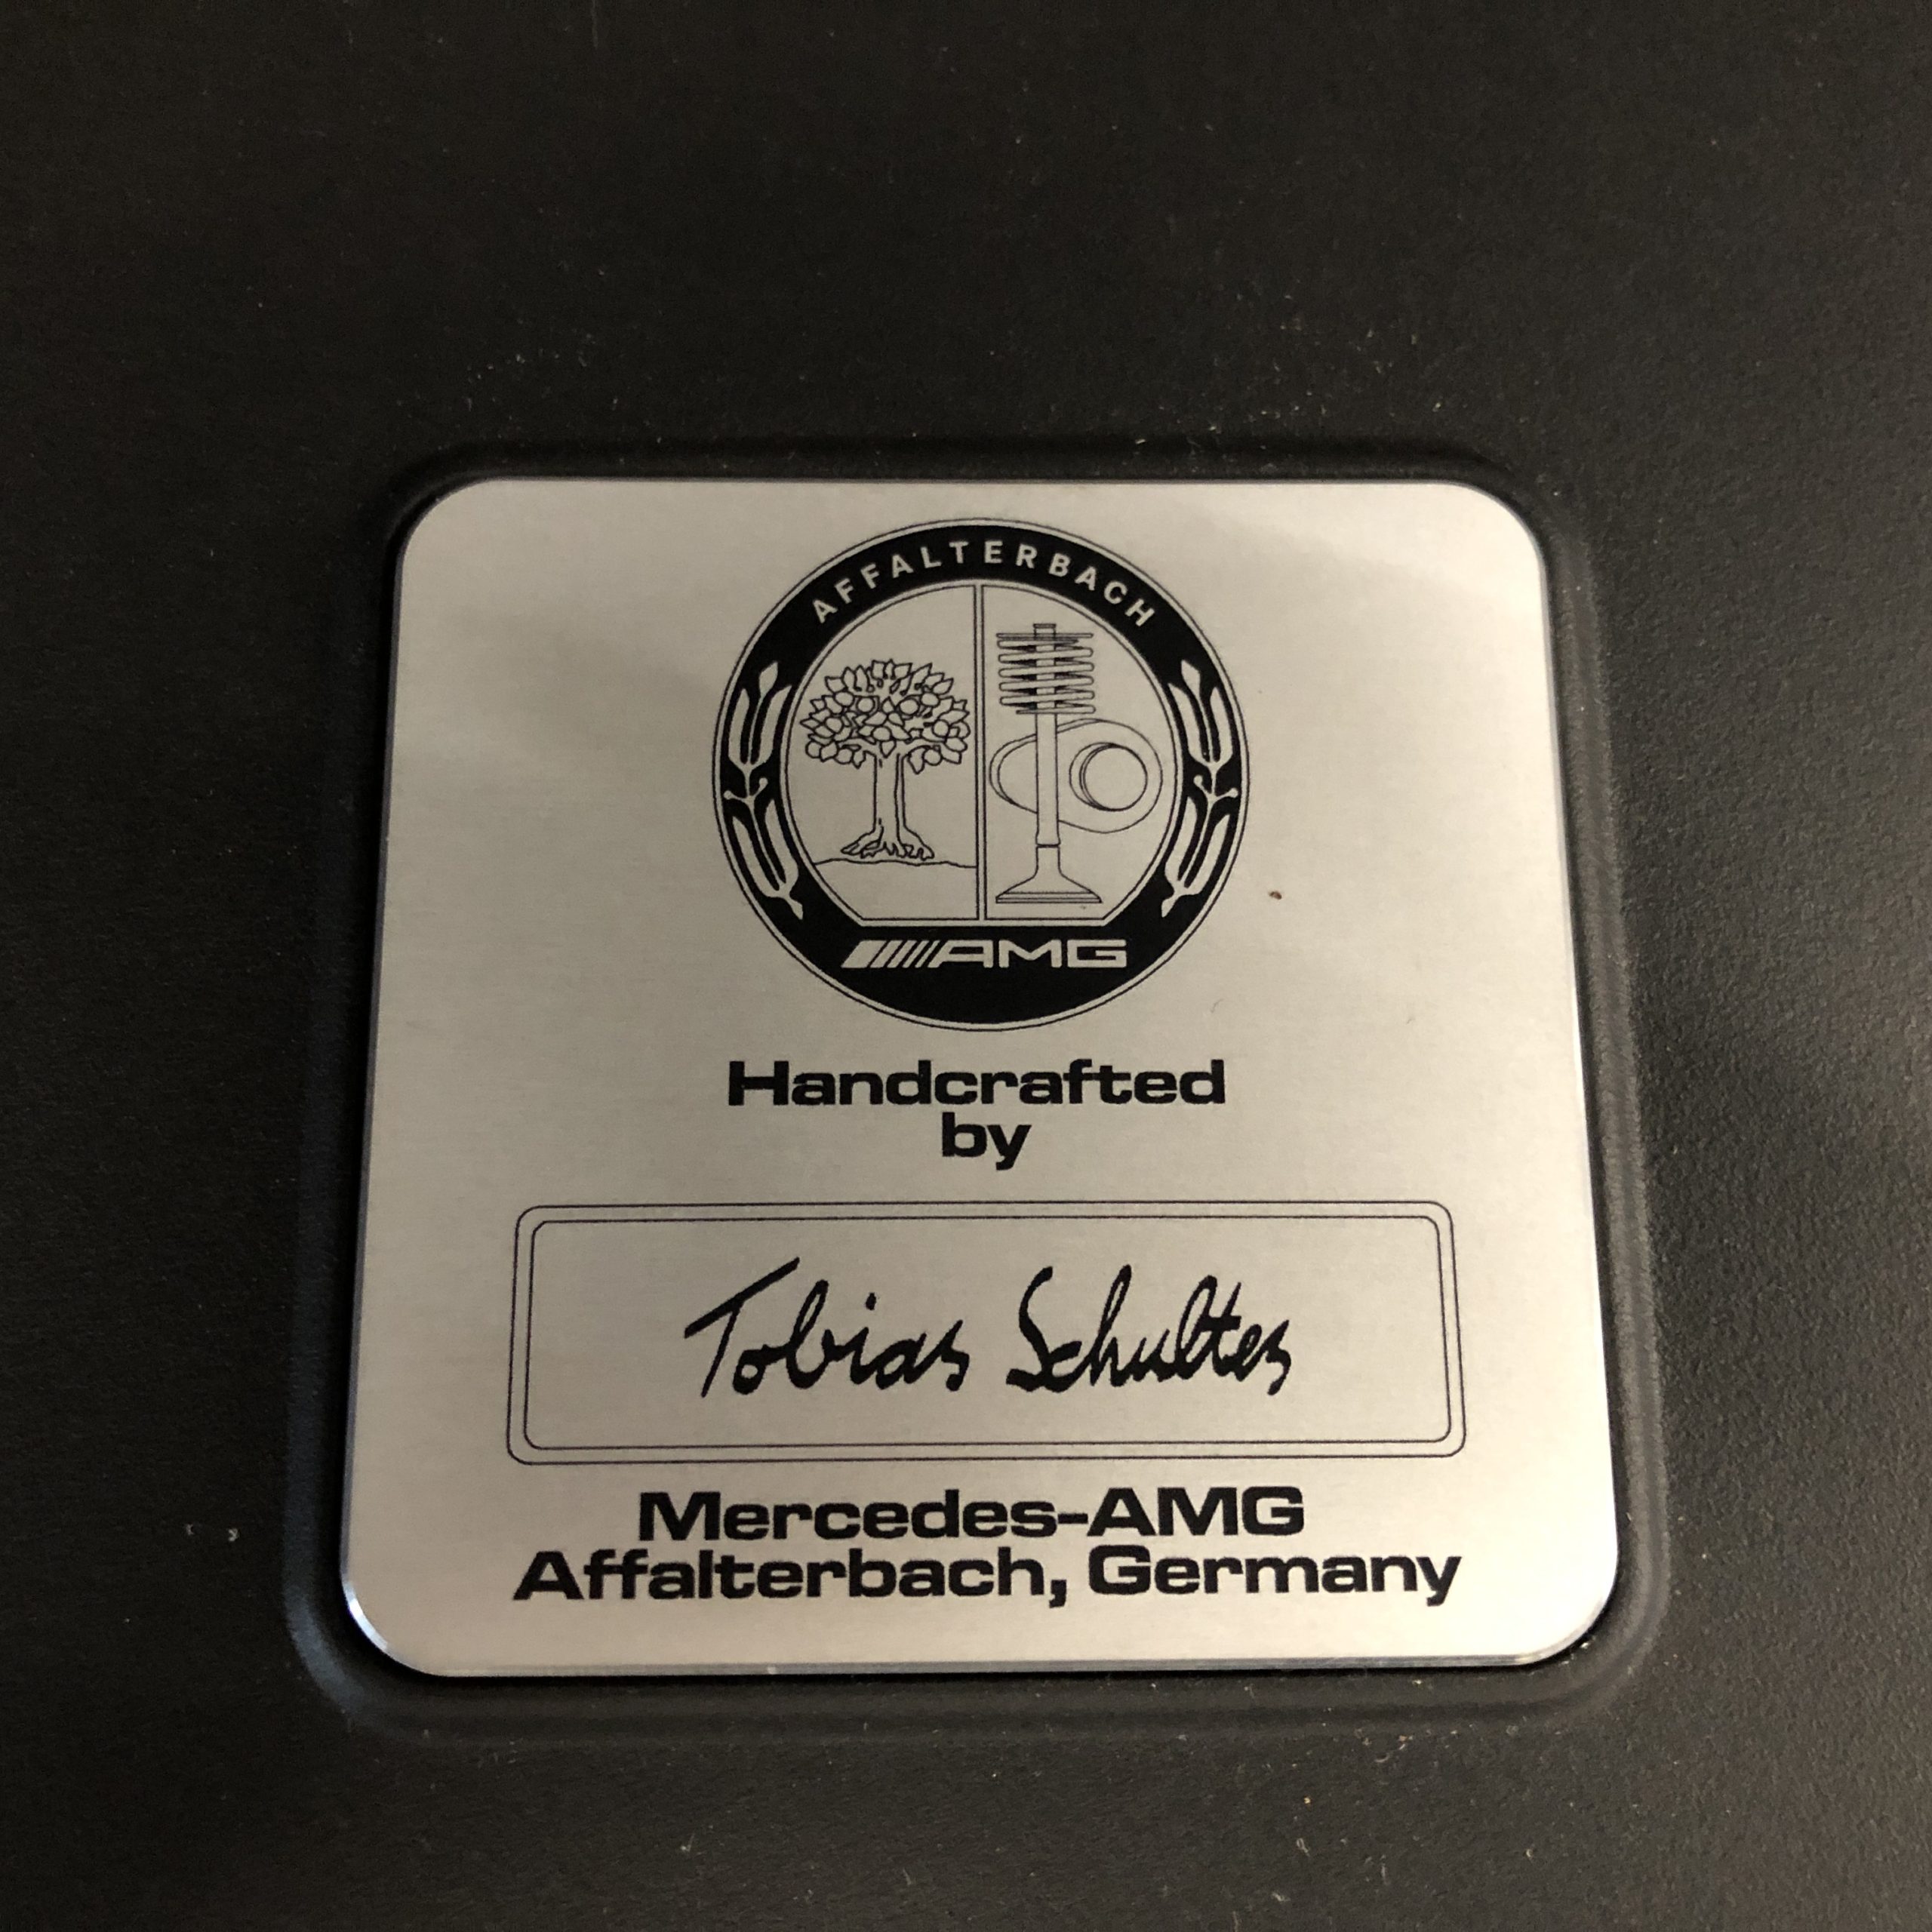 AFFALTERBACH
AMG
Handcrafted
by
Tobias Schultes
Mercedes-AMG
Affalterbach, Germany